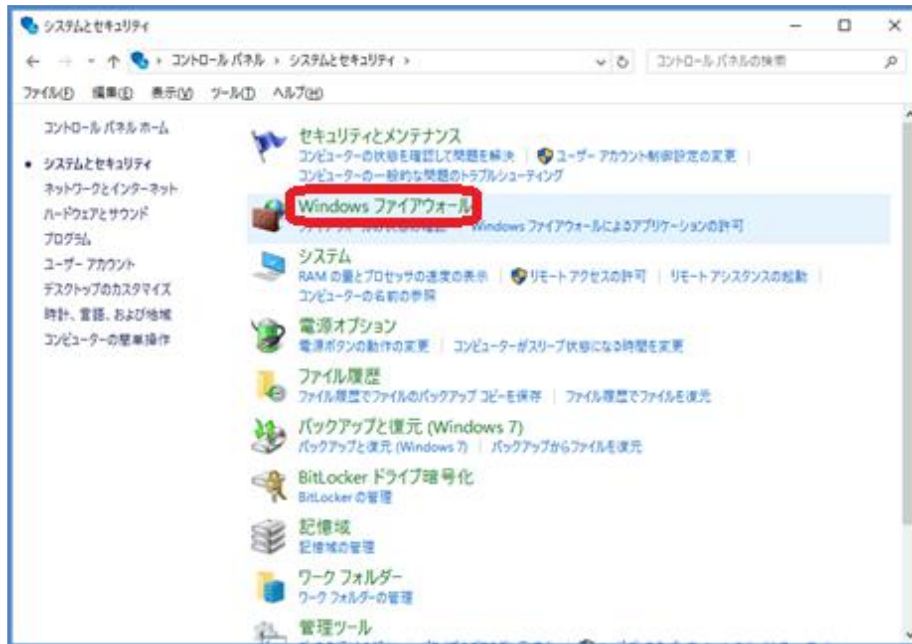 システムとセキュリティ
コントロール パネル › システムとセキュリティ ›
コントロール パネルの検索
ファイル(F) 編集(E) 表示(V) ツール(T) ヘルプ(H)
コントロール パネル ホーム
システムとセキュリティ
ネットワークとインターネット
ハードウェアとサウンド
プログラム
ユーザー アカウント
デスクトップのカスタマイズ
時計、言語、および地域
コンピューターの簡単操作
セキュリティとメンテナンス
コンピューターの状態を確認して問題を解決 | ユーザー アカウント制御設定の変更 |
コンピューターの一般的な問題のトラブルシューティング
Windows ファイアウォール
Windows ファイアウォールによるアプリケーションの許可
システム
RAM の量とプロセッサの速度の表示 | リモート アクセスの許可 | リモート アシスタンスの起動 |
コンピューターの名前の参照
電源オプション
電源ボタンの動作の変更 | コンピューターがスリープ状態になる時間を変更
ファイル履歴
ファイル履歴でファイルのバックアップ コピーを保存 | ファイル履歴でファイルを復元
バックアップと復元 (Windows 7)
バックアップと復元 (Windows 7) | バックアップからファイルを復元
BitLocker ドライブ暗号化
BitLocker の管理
記憶域
記憶域の管理
ワーク フォルダー
ワーク フォルダーの管理
管理ツール